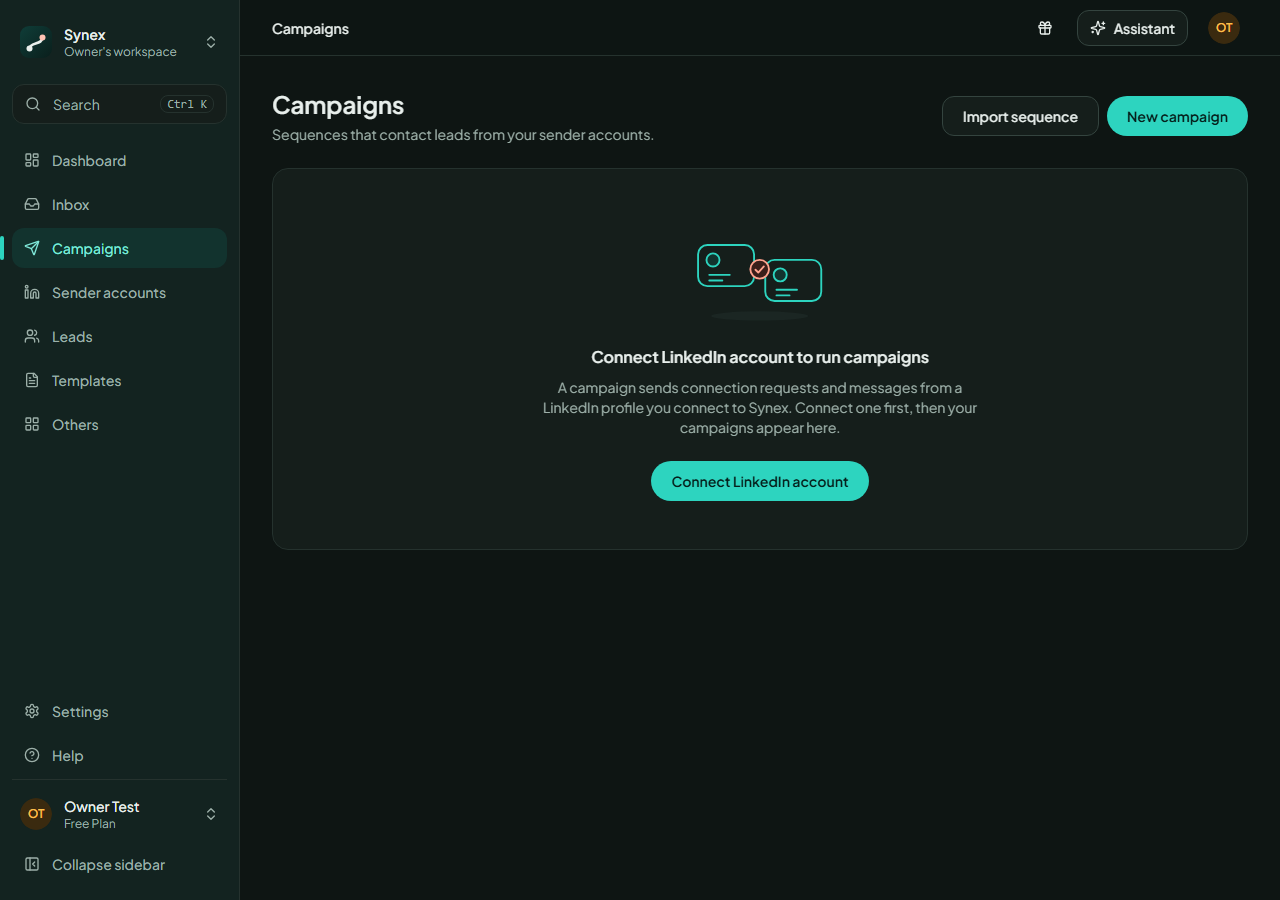 Synex
Owner's workspace
Search
Ctrl K
Dashboard
Inbox
Campaigns
Sender accounts
Leads
Templates
Others
Settings
Help
OT
Owner Test
Free Plan
Collapse sidebar
Campaigns
Assistant
OT
Campaigns
Sequences that contact leads from your sender accounts.
Import sequence
New campaign
Connect LinkedIn account to run campaigns
A campaign sends connection requests and messages from a
LinkedIn profile you connect to Synex. Connect one first, then your
campaigns appear here.
Connect LinkedIn account